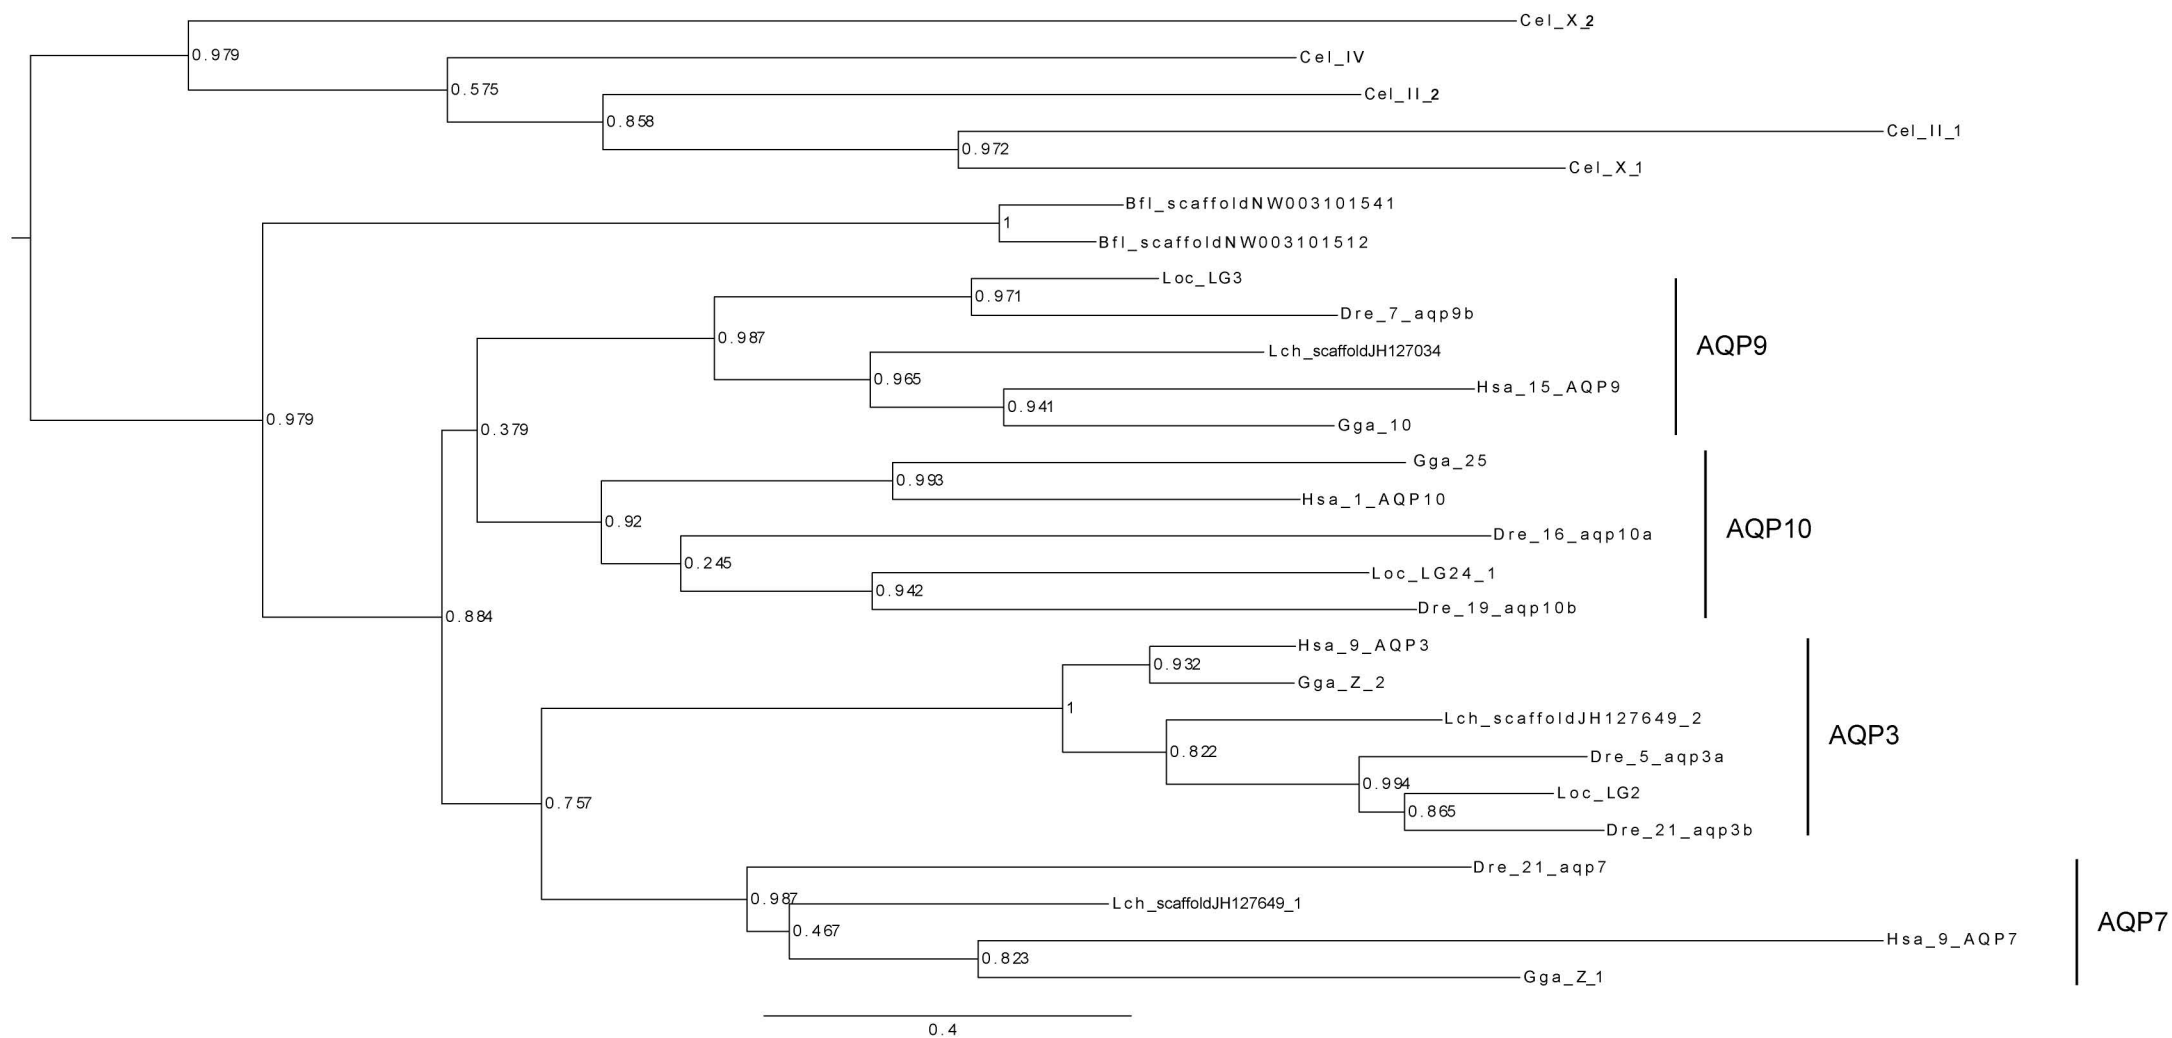 Cel_X_2
0.979
Cel_IV
0.575
Cel_II_2
0.858
Cel_II_1
0.972
Cel_X_1
Bfl_scaffoldNW003101541
1
Bfl_scaffoldNW003101512
Loc_LG3
0.971
Dre_7_aqp9b
0.987
AQP9
Lch_scaffoldJH127034
0.965
Hsa_15_AQP9
0.941
0.979
Gga_10
0.379
Gga_25
0.993
Hsa_1_AQP10
0.92
AQP10
Dre_16_aqp10a
0.245
Loc_LG24_1
0.942
Dre_19_aqp10b
0.884
Hsa_9_AQP3
0.932
Gga_Z_2
1
Lch_scaffoldJH127649_2
AQP3
0.822
Dre_5_aqp3a
0.994
Loc_LG2
0.757
0.865
Dre_21_aqp3b
Dre_21_aqp7
0.987
Lch_scaffoldJH127649_1
AQP7
0.467
Hsa_9_AQP7
0.823
Gga_Z_1
0.4